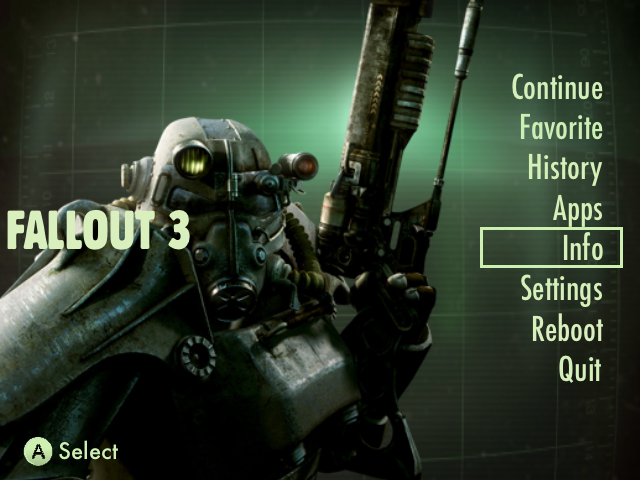 Continue
Favorite
History
Apps
FALLOUT 3
Info
Settings
Reboot
Quit
A Select